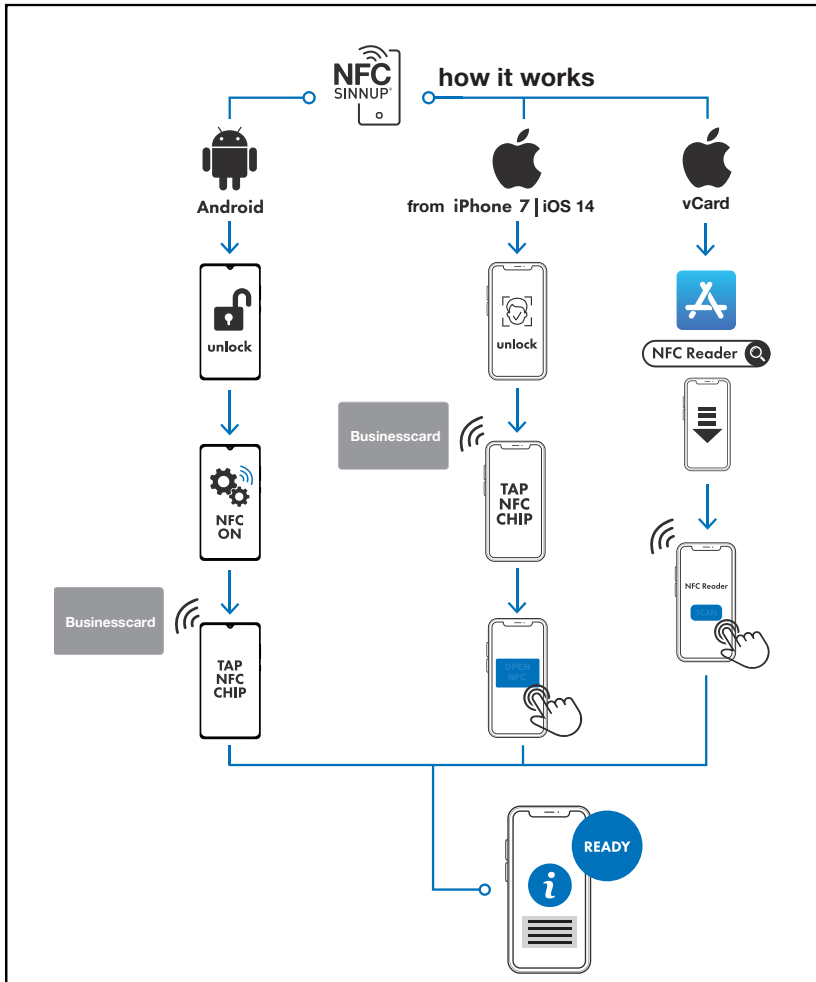 NFC
SINNUP®
how it works
Android
from iPhone 7 | iOS 14
vCard
unlock
unlock
NFC Reader
Businesscard
NFC
ON
TAP
NFC
CHIP
NFC Reader
SCAN
Businesscard
TAP
NFC
CHIP
OPEN
NFC
READY
i